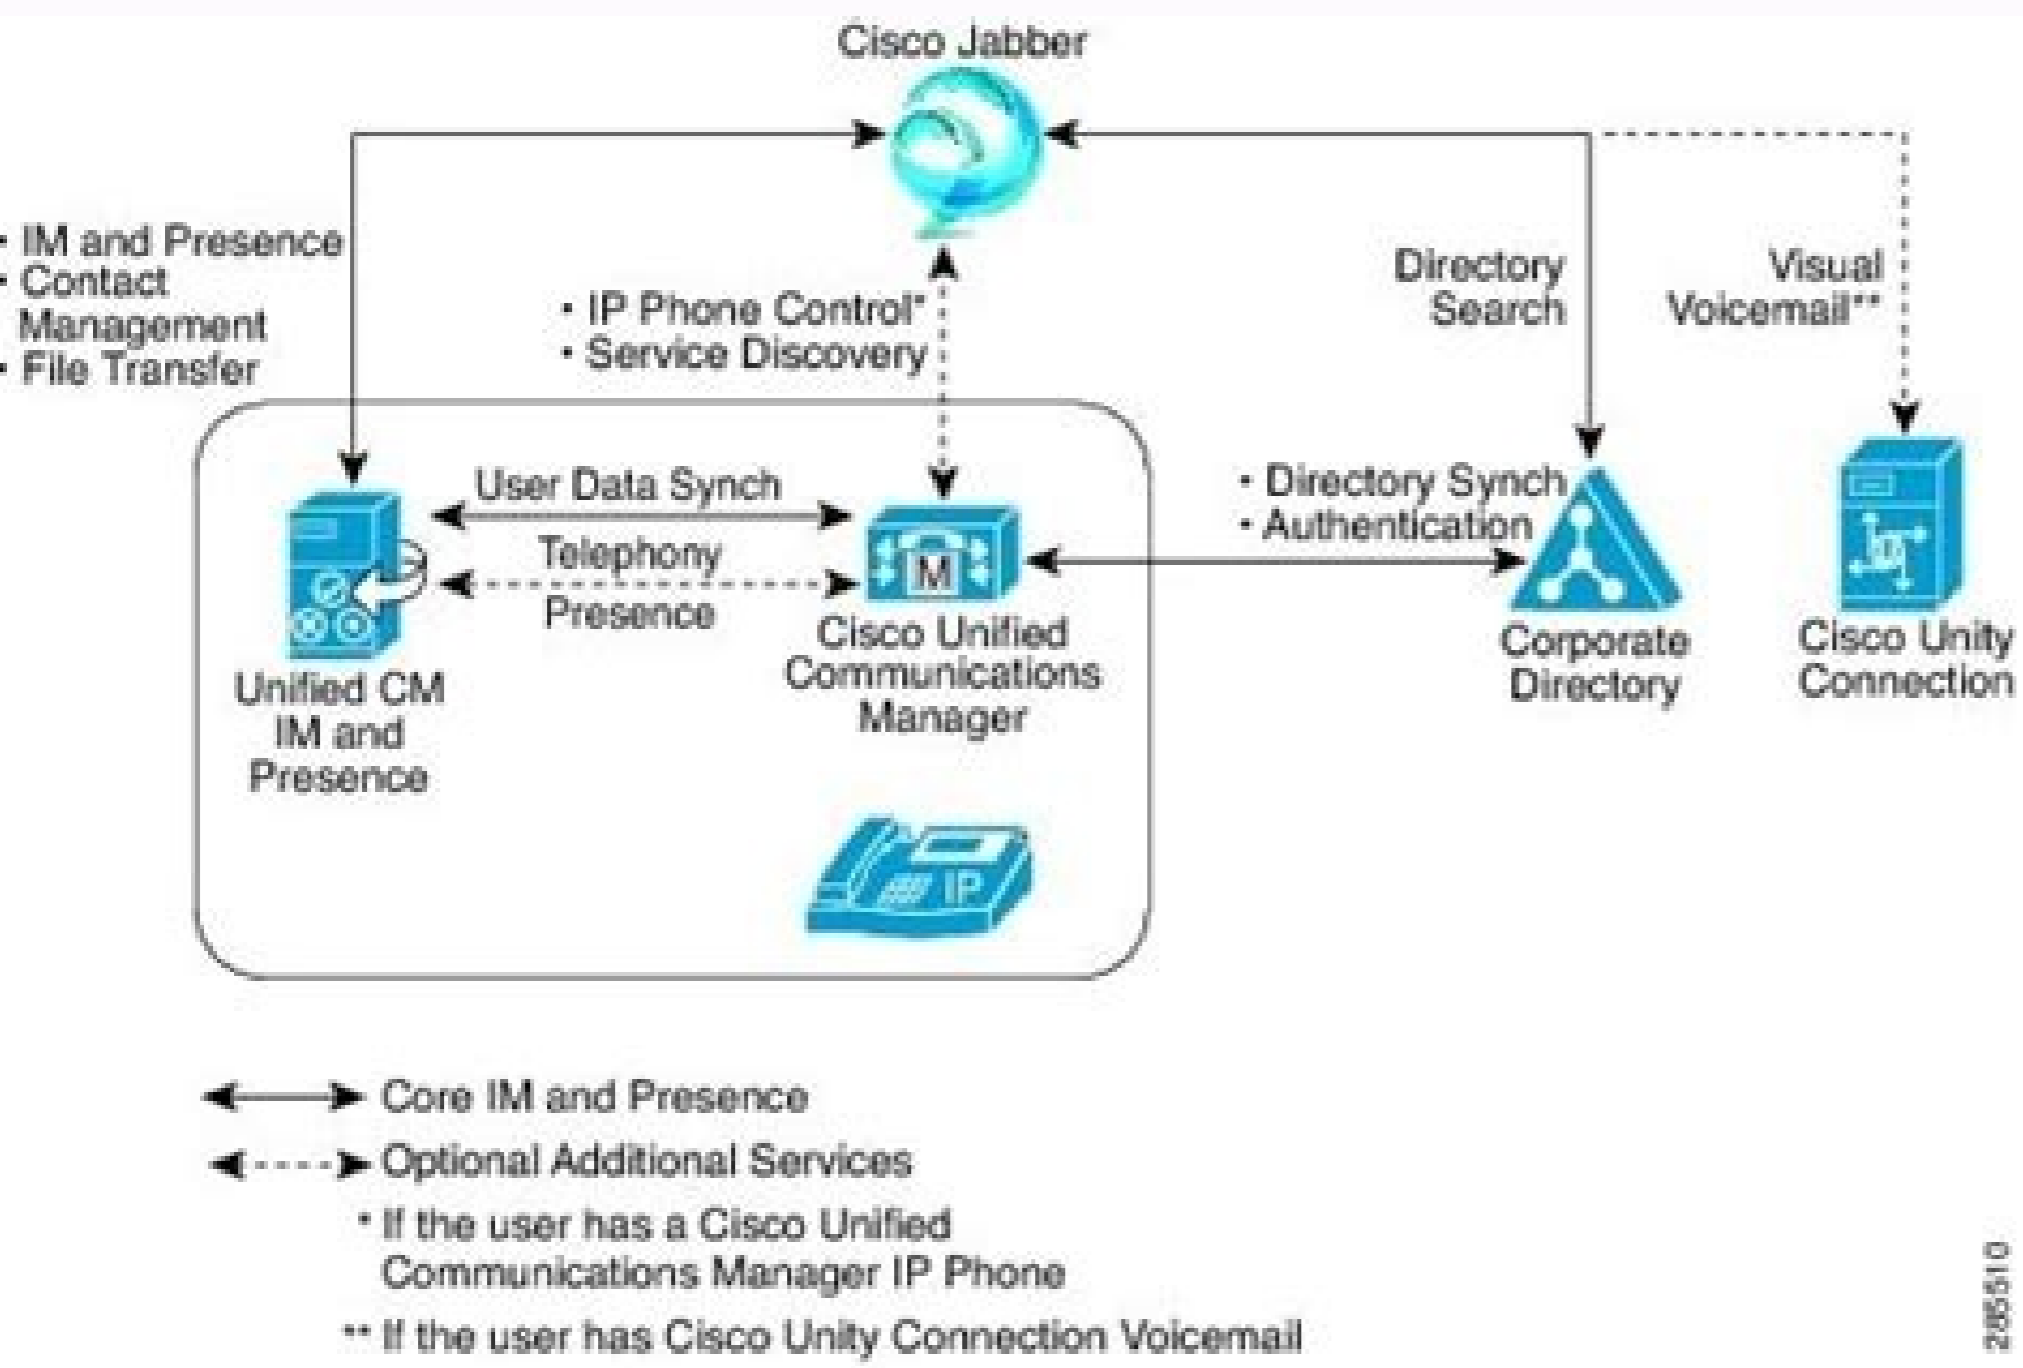 Cisco Jabber
• IM and Presence
• Contact
Management
• File Transfer
• IP Phone Control*
• Service Discovery
Directory
Search
Visual
Voicemail**
User Data Synch
Telephony
Presence
• Directory Synch
• Authentication
M
Unified CM
IM and
Presence
Cisco Unified
Communications
Manager
Corporate
Directory
Cisco Unity
Connection
IP
Core IM and Presence
Optional Additional Services
* If the user has a Cisco Unified
Communications Manager IP Phone
** If the user has Cisco Unity Connection Voicemail
285510